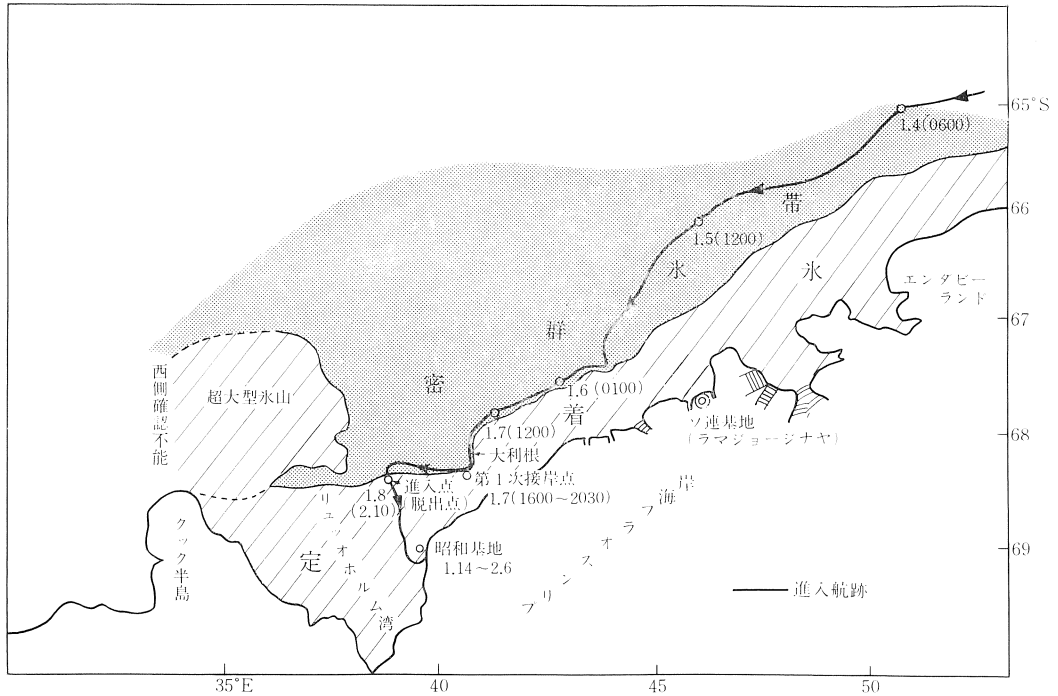 65°S
1.4(0600)
66
1.5(1200)
エンダビー
ランド
67
1.6(0100)
密群氷帯
西側確認不能
超大型氷山
1.7(1200)
大利根
ソ連基地
(ラマジョージナヤ)
68
第1次接岸点
1.7(1600～2030)
進入点
脱出点
1.8
(2.10)
定着氷
リュツオホルム湾
クック半島
昭和基地
1.14～2.6
プリンスオラフ海岸
69
進入航跡
35°E
40
45
50